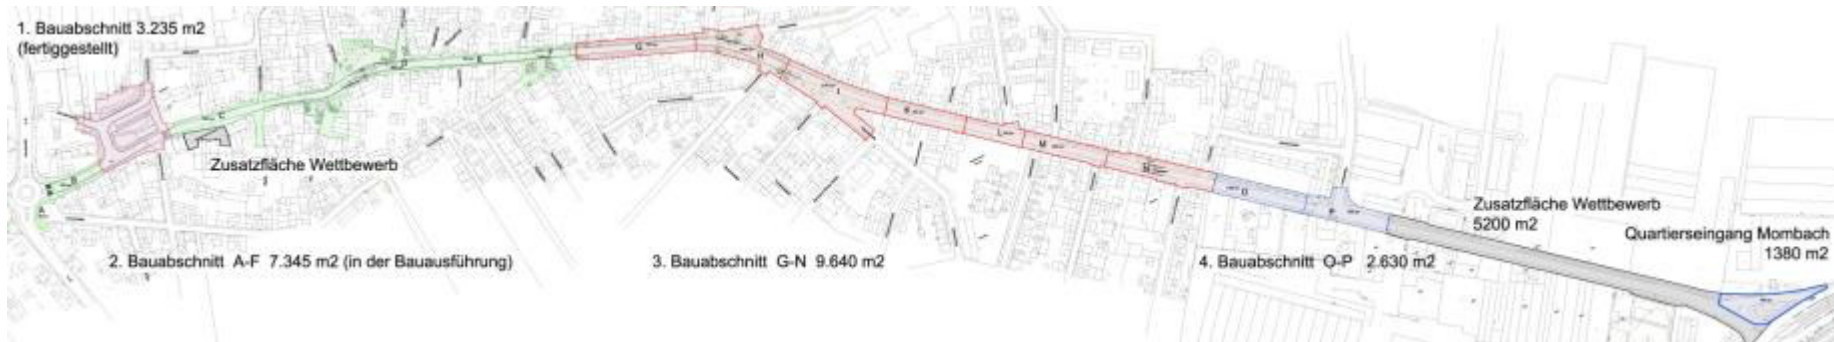 1. Bauabschnitt 3.235 m2
(fertiggestellt)
Zusatzfläche Wettbewerb
2. Bauabschnitt A-F 7.345 m2 (in der Bauausführung)
3. Bauabschnitt G-N 9.640 m2
4. Bauabschnitt O-P 2.630 m2
Zusatzfläche Wettbewerb
5200 m2
Quartierseingang Mombach
1380 m2
A
B
C
E
G
H
I
K
L
M
N
O
P